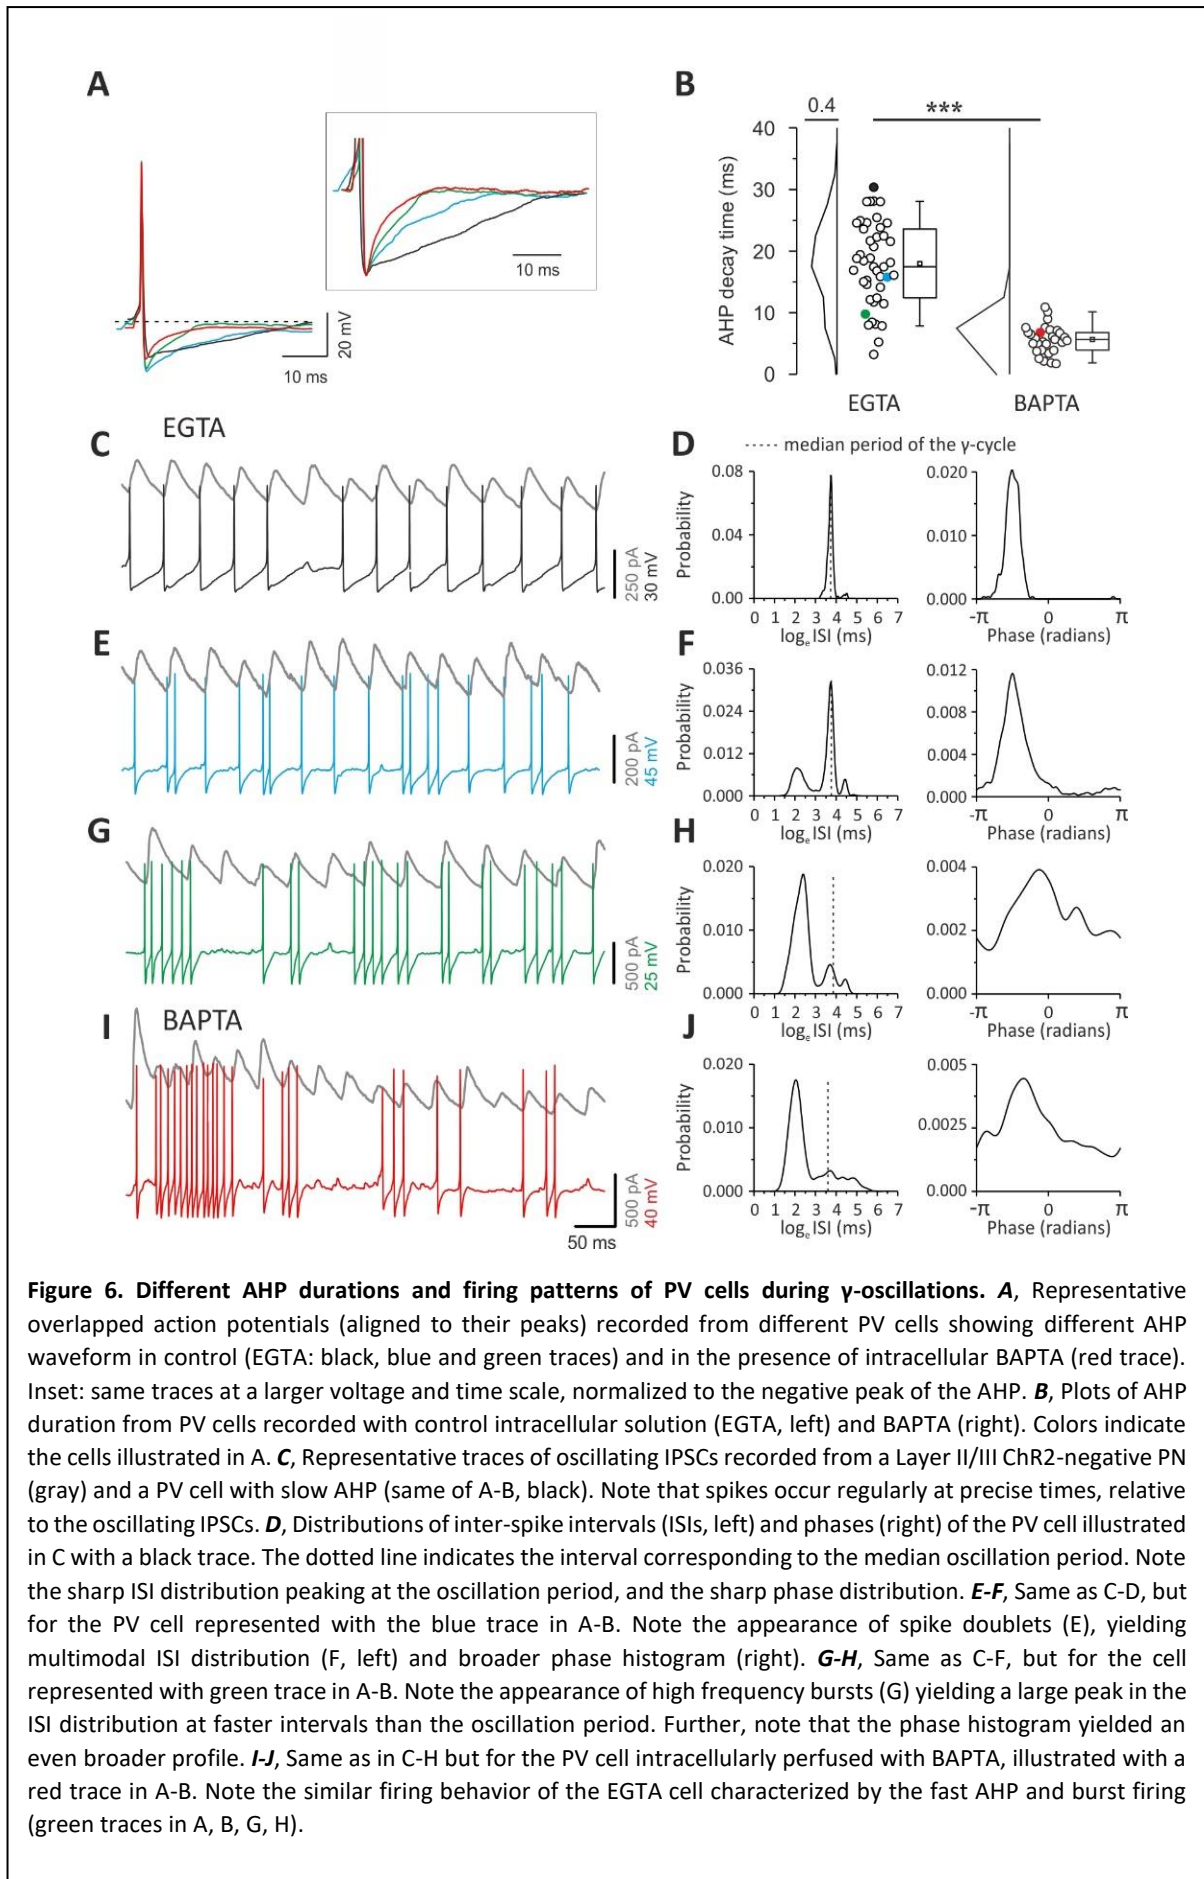 A
10 ms
20 mV
10 ms
B
0.4
***
AHP decay time (ms)
40
30
20
10
0
EGTA
BAPTA
C
EGTA
250 pA
30 mV
D
median period of the γ-cycle
Probability
0.08
0.04
0.00
0 1 2 3 4 5 6 7
logₑ ISI (ms)
0.020
0.010
0.000
-π 0 π
Phase (radians)
E
200 pA
45 mV
F
Probability
0.036
0.024
0.012
0.000
0 1 2 3 4 5 6 7
logₑ ISI (ms)
0.012
0.008
0.004
0.000
-π 0 π
Phase (radians)
G
500 pA
25 mV
H
Probability
0.020
0.010
0.000
0 1 2 3 4 5 6 7
logₑ ISI (ms)
0.004
0.002
0.000
-π 0 π
Phase (radians)
I
BAPTA
500 pA
40 mV
50 ms
J
Probability
0.020
0.010
0.000
0 1 2 3 4 5 6 7
logₑ ISI (ms)
0.005
0.0025
0.000
-π 0 π
Phase (radians)
Figure 6. Different AHP durations and firing patterns of PV cells during γ-oscillations. A, Representative
overlapped action potentials (aligned to their peaks) recorded from different PV cells showing different AHP
waveform in control (EGTA: black, blue and green traces) and in the presence of intracellular BAPTA (red trace).
Inset: same traces at a larger voltage and time scale, normalized to the negative peak of the AHP. B, Plots of AHP
duration from PV cells recorded with control intracellular solution (EGTA, left) and BAPTA (right). Colors indicate
the cells illustrated in A. C, Representative traces of oscillating IPSCs recorded from a Layer II/III ChR2-negative PN
(gray) and a PV cell with slow AHP (same of A-B, black). Note that spikes occur regularly at precise times, relative
to the oscillating IPSCs. D, Distributions of inter-spike intervals (ISIs, left) and phases (right) of the PV cell illustrated
in C with a black trace. The dotted line indicates the interval corresponding to the median oscillation period. Note
the sharp ISI distribution peaking at the oscillation period, and the sharp phase distribution. E-F, Same as C-D, but
for the PV cell represented with the blue trace in A-B. Note the appearance of spike doublets (E), yielding
multimodal ISI distribution (F, left) and broader phase histogram (right). G-H, Same as C-F, but for the cell
represented with green trace in A-B. Note the appearance of high frequency bursts (G) yielding a large peak in the
ISI distribution at faster intervals than the oscillation period. Further, note that the phase histogram yielded an
even broader profile. I-J, Same as in C-H but for the PV cell intracellularly perfused with BAPTA, illustrated with a
red trace in A-B. Note the similar firing behavior of the EGTA cell characterized by the fast AHP and burst firing
(green traces in A, B, G, H).